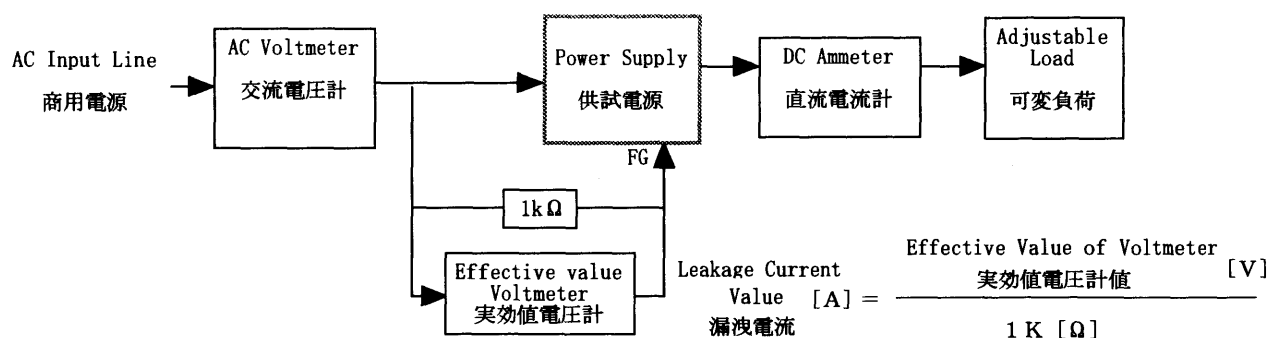 AC Input Line
商用電源
AC Voltmeter
交流電圧計
Power Supply
供試電源
DC Ammeter
直流電流計
Adjustable
Load
可変負荷
FG
1kΩ
Effective value
Voltmeter
実効値電圧計
Leakage Current
Value [A] =
漏洩電流
Effective Value of Voltmeter
実効値電圧計値 [V]
1 K [Ω]